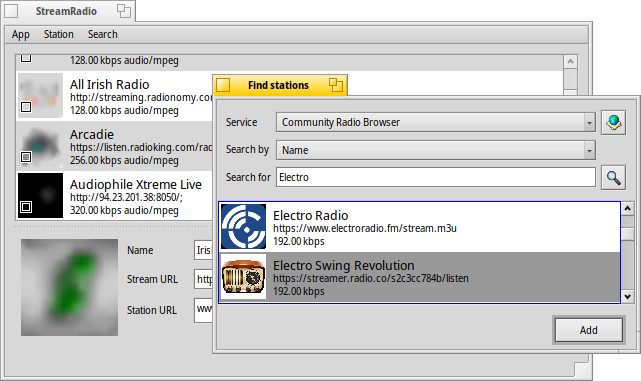 StreamRadio
App Station Search
128.00 kbps audio/mpeg
All Irish Radio
http://streaming.radionomy.co
128.00 kbps audio/mpeg
Arcadie
https://listen.radioking.com/rad
256.00 kbps audio/mpeg
Audiophile Xtreme Live
http://94.23.201.38:8050/;
320.00 kbps audio/mpeg
Name Iris
Stream URL http
Station URL www
Find stations
Service Community Radio Browser
Search by Name
Search for Electro
Electro Radio
https://www.electroradio.fm/stream.m3u
192.00 kbps
Electro Swing Revolution
https://streamer.radio.co/s2c3cc784b/listen
192.00 kbps
Add